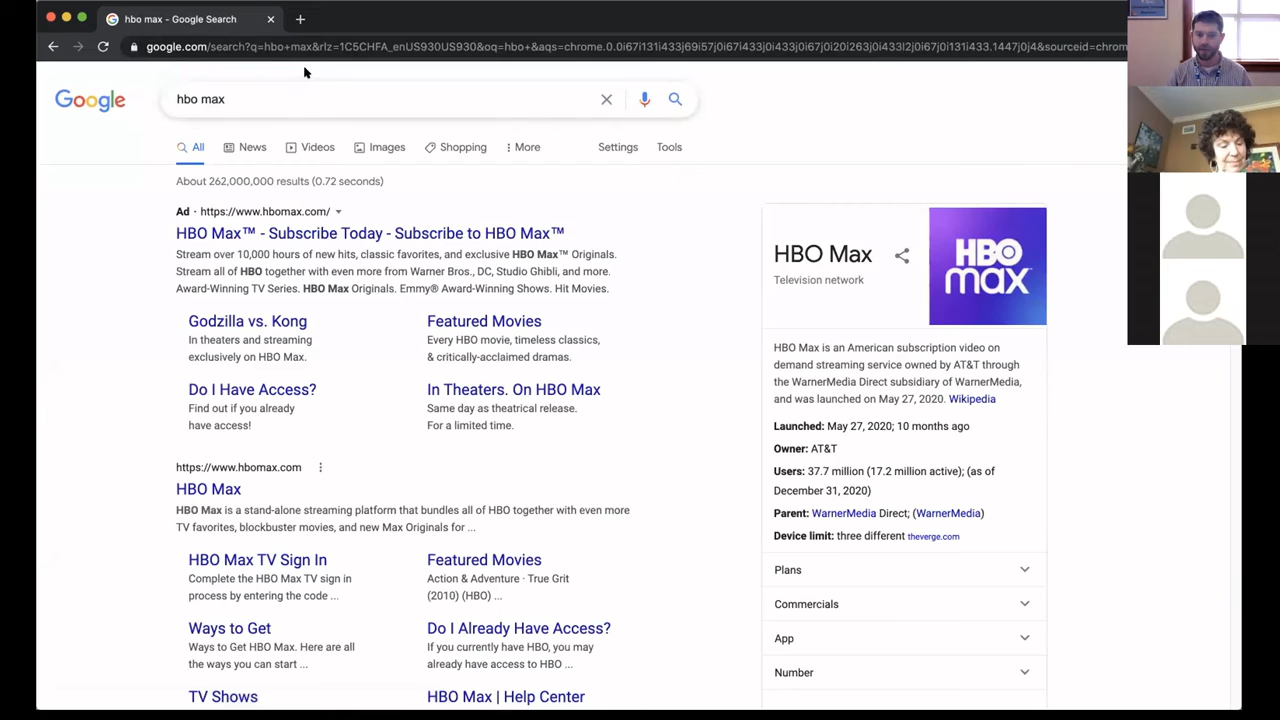 hbo max - Google Search
google.com/search?q=hbo+max&rlz=1C5CHFA_enUS930US930&oq=hbo+&aqs=chrome.0.0i67i131i433j69i57j0i67i433j0i67i433j0j0i67j0i20i263j0i433l2j0i67j0i131i433.1447j0j4&sourceid=chrom
Google
hbo max
All News Videos Images Shopping More Settings Tools
About 262,000,000 results (0.72 seconds)
Ad · https://www.hbomax.com/
HBO Max™ - Subscribe Today - Subscribe to HBO Max™
Stream over 10,000 hours of new hits, classic favorites, and exclusive HBO Max™ Originals.
Stream all of HBO together with even more from Warner Bros., DC, Studio Ghibli, and more.
Award-Winning TV Series. HBO Max Originals. Emmy® Award-Winning Shows. Hit Movies.
Godzilla vs. Kong
In theaters and streaming
exclusively on HBO Max.
Featured Movies
Every HBO movie, timeless classics,
& critically-acclaimed dramas.
Do I Have Access?
Find out if you already
have access!
In Theaters. On HBO Max
Same day as theatrical release.
For a limited time.
https://www.hbomax.com
HBO Max
HBO Max is a stand-alone streaming platform that bundles all of HBO together with even more
TV favorites, blockbuster movies, and new Max Originals for ...
HBO Max TV Sign In
Complete the HBO Max TV sign in
process by entering the code ...
Featured Movies
Action & Adventure · True Grit
(2010) (HBO) ...
Ways to Get
Ways to Get HBO Max. Here are all
the ways you can start ...
Do I Already Have Access?
If you currently have HBO, you may
already have access to HBO ...
TV Shows
HBO Max | Help Center
HBO Max
Television network
HBO
max
HBO Max is an American subscription video on
demand streaming service owned by AT&T through
the WarnerMedia Direct subsidiary of WarnerMedia,
and was launched on May 27, 2020. Wikipedia
Launched: May 27, 2020; 10 months ago
Owner: AT&T
Users: 37.7 million (17.2 million active); (as of
December 31, 2020)
Parent: WarnerMedia Direct; (WarnerMedia)
Device limit: three different theverge.com
Plans
Commercials
App
Number